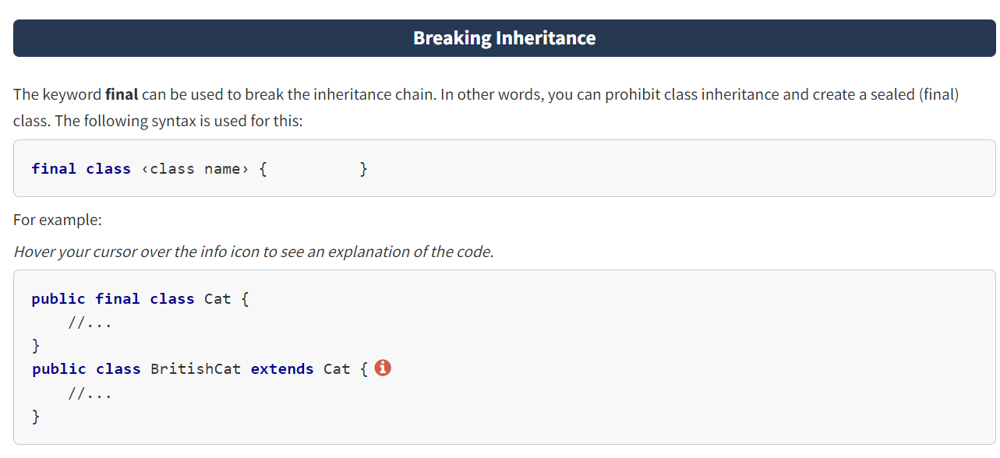 Breaking Inheritance
The keyword final can be used to break the inheritance chain. In other words, you can prohibit class inheritance and create a sealed (final)
class. The following syntax is used for this:
final class ‹class name› {          }
For example:
Hover your cursor over the info icon to see an explanation of the code.
public final class Cat {
    //...
}
public class BritishCat extends Cat { i
    //...
}